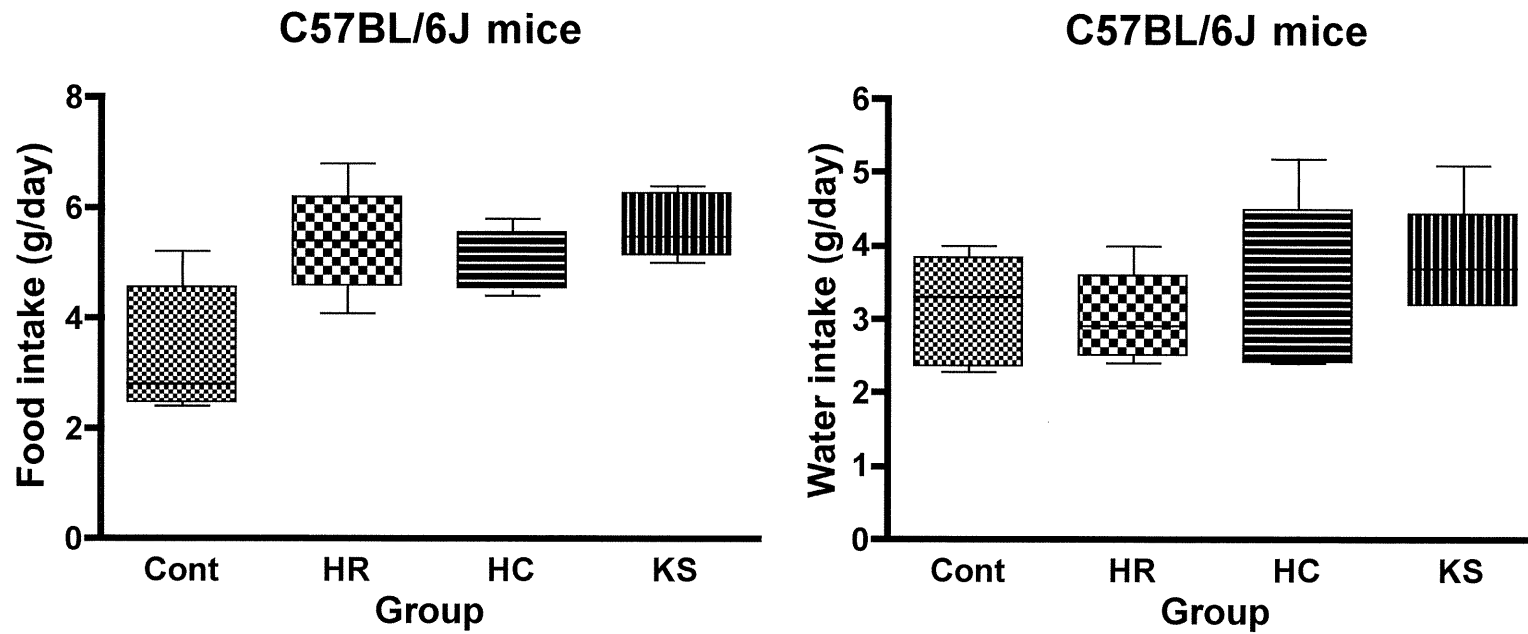 C57BL/6J mice
Food intake (g/day)
8
6
4
2
0
Cont HR HC KS
Group
C57BL/6J mice
Water intake (g/day)
6
5
4
3
2
1
0
Cont HR HC KS
Group